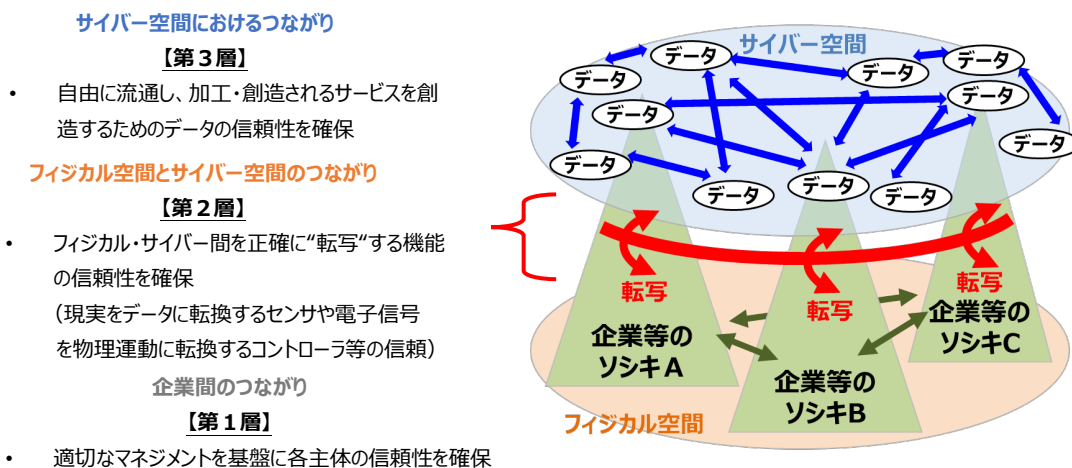 サイバー空間におけるつながり
【第３層】
• 自由に流通し、加工・創造されるサービスを創
造するためのデータの信頼性を確保
フィジカル空間とサイバー空間のつながり
【第２層】
• フィジカル・サイバー間を正確に“転写“する機能
の信頼性を確保
（現実をデータに転換するセンサや電子信号
を物理運動に転換するコントローラ等の信頼）
企業間のつながり
【第１層】
• 適切なマネジメントを基盤に各主体の信頼性を確保
サイバー空間
データ
データ
データ
データ
データ
データ
データ
データ
データ
データ
データ
転写
転写
転写
企業等の
ソシキA
企業等の
ソシキB
企業等の
ソシキC
フィジカル空間